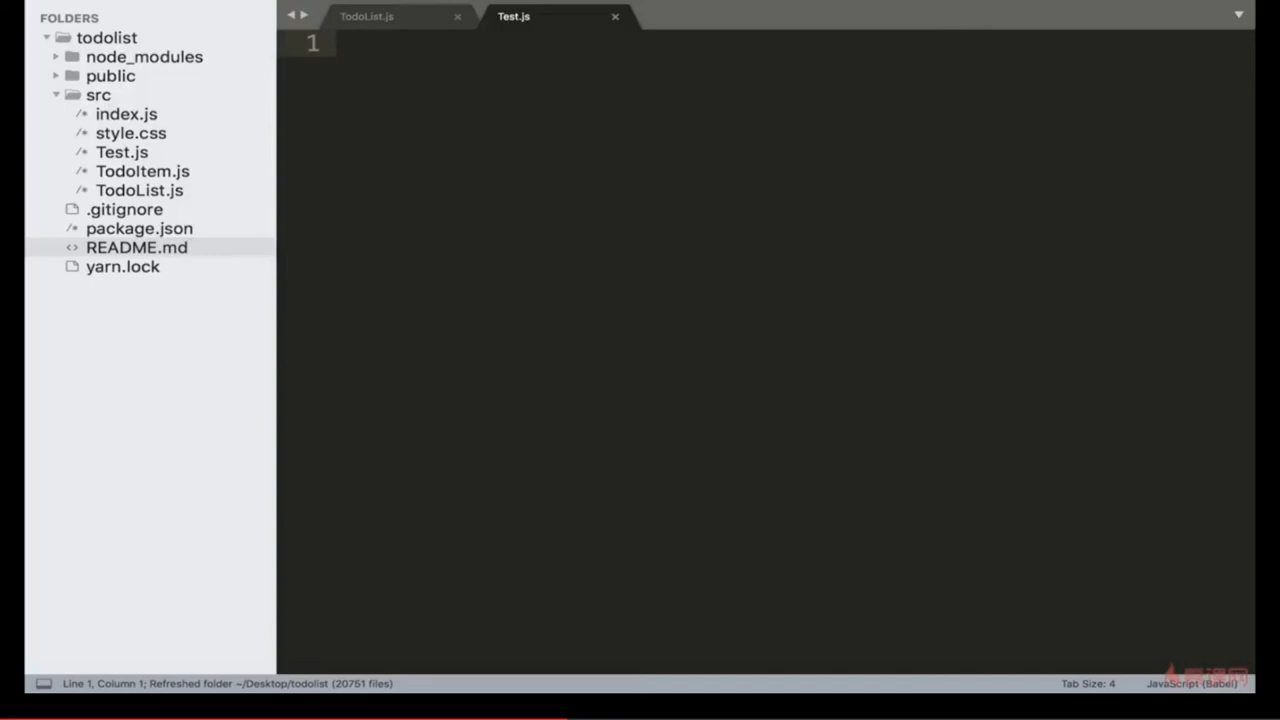 FOLDERS
todolist
node_modules
public
src
index.js
style.css
Test.js
TodoItem.js
TodoList.js
.gitignore
package.json
README.md
yarn.lock
TodoList.js
Test.js
1
Line 1, Column 1; Refreshed folder ~/Desktop/todolist (20751 files)
Tab Size: 4
JavaScript (Babel)